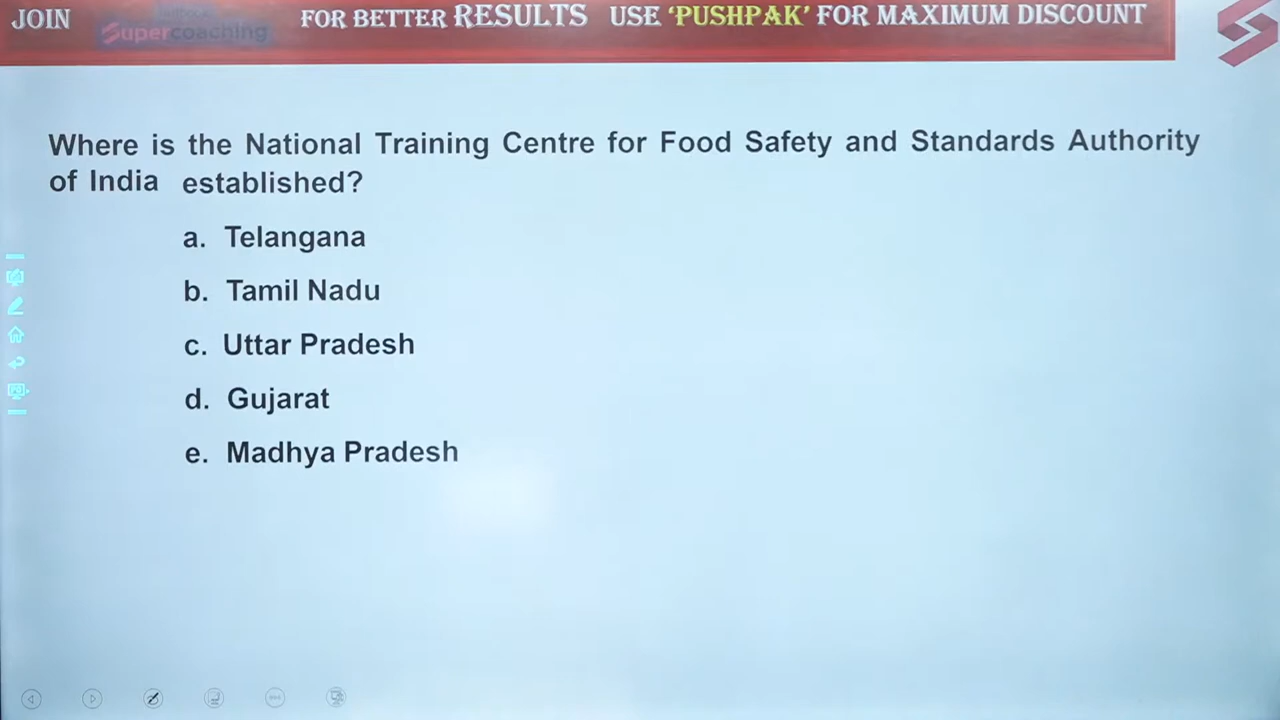 JOIN
Supercoaching
FOR BETTER RESULTS USE ‘PUSHPAK’ FOR MAXIMUM DISCOUNT
Where is the National Training Centre for Food Safety and Standards Authority
of India established?
a. Telangana
b. Tamil Nadu
c. Uttar Pradesh
d. Gujarat
e. Madhya Pradesh